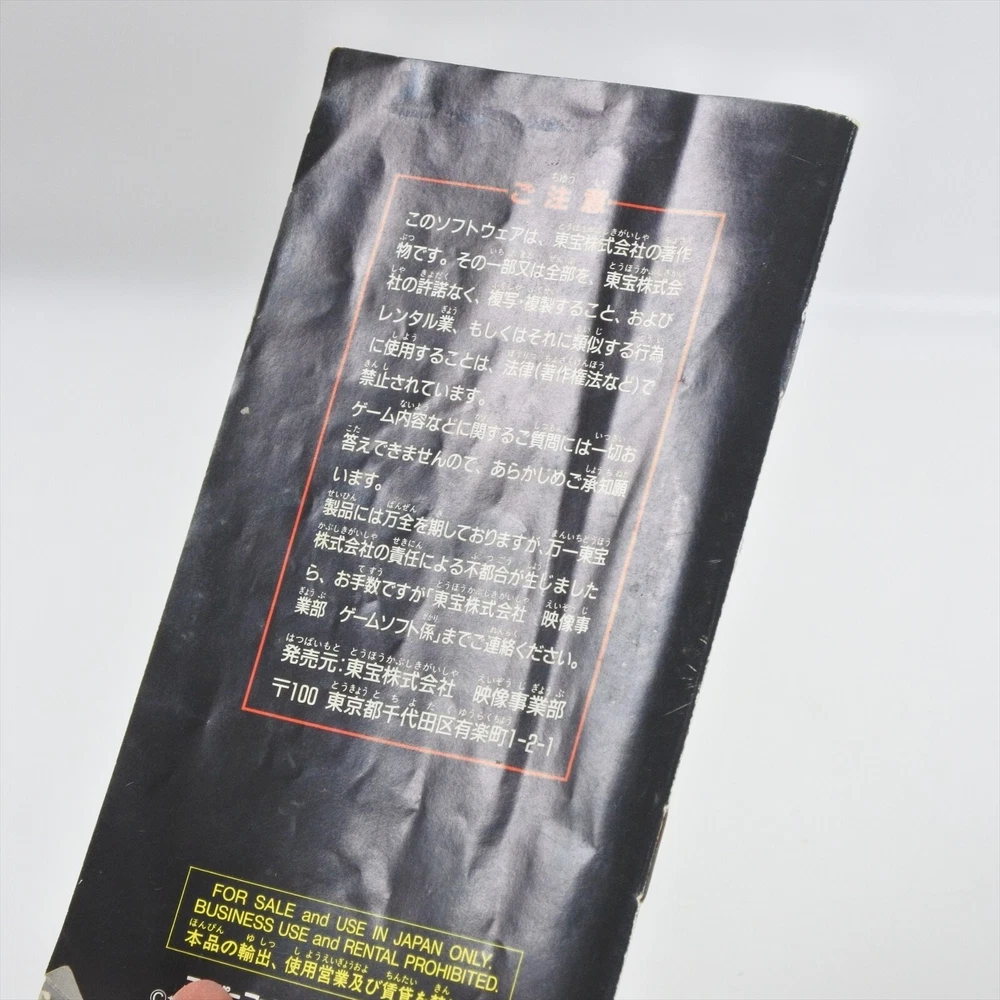 ご注意
このソフトウェアは、東宝株式会社の著作
物です。その一部又は全部を、東宝株式会
社の許諾なく、複写・複製すること、および
レンタル業、もしくはそれに類似する行為
に使用することは、法律(著作権法など)で
禁止されています。
ゲーム内容などに関するご質問には一切お
答えできませんので、あらかじめご承知願
います。
製品には万全を期しておりますが、万一東宝
株式会社の責任による不都合が生じました
ら、お手数ですが「東宝株式会社 映像事
業部 ゲームソフト係」までご連絡ください。
発売元:東宝株式会社 映像事業部
〒100 東京都千代田区有楽町1-2-1
FOR SALE and USE IN JAPAN ONLY.
BUSINESS USE and RENTAL PROHIBITED.
本品の輸出、使用営業及び賃貸を